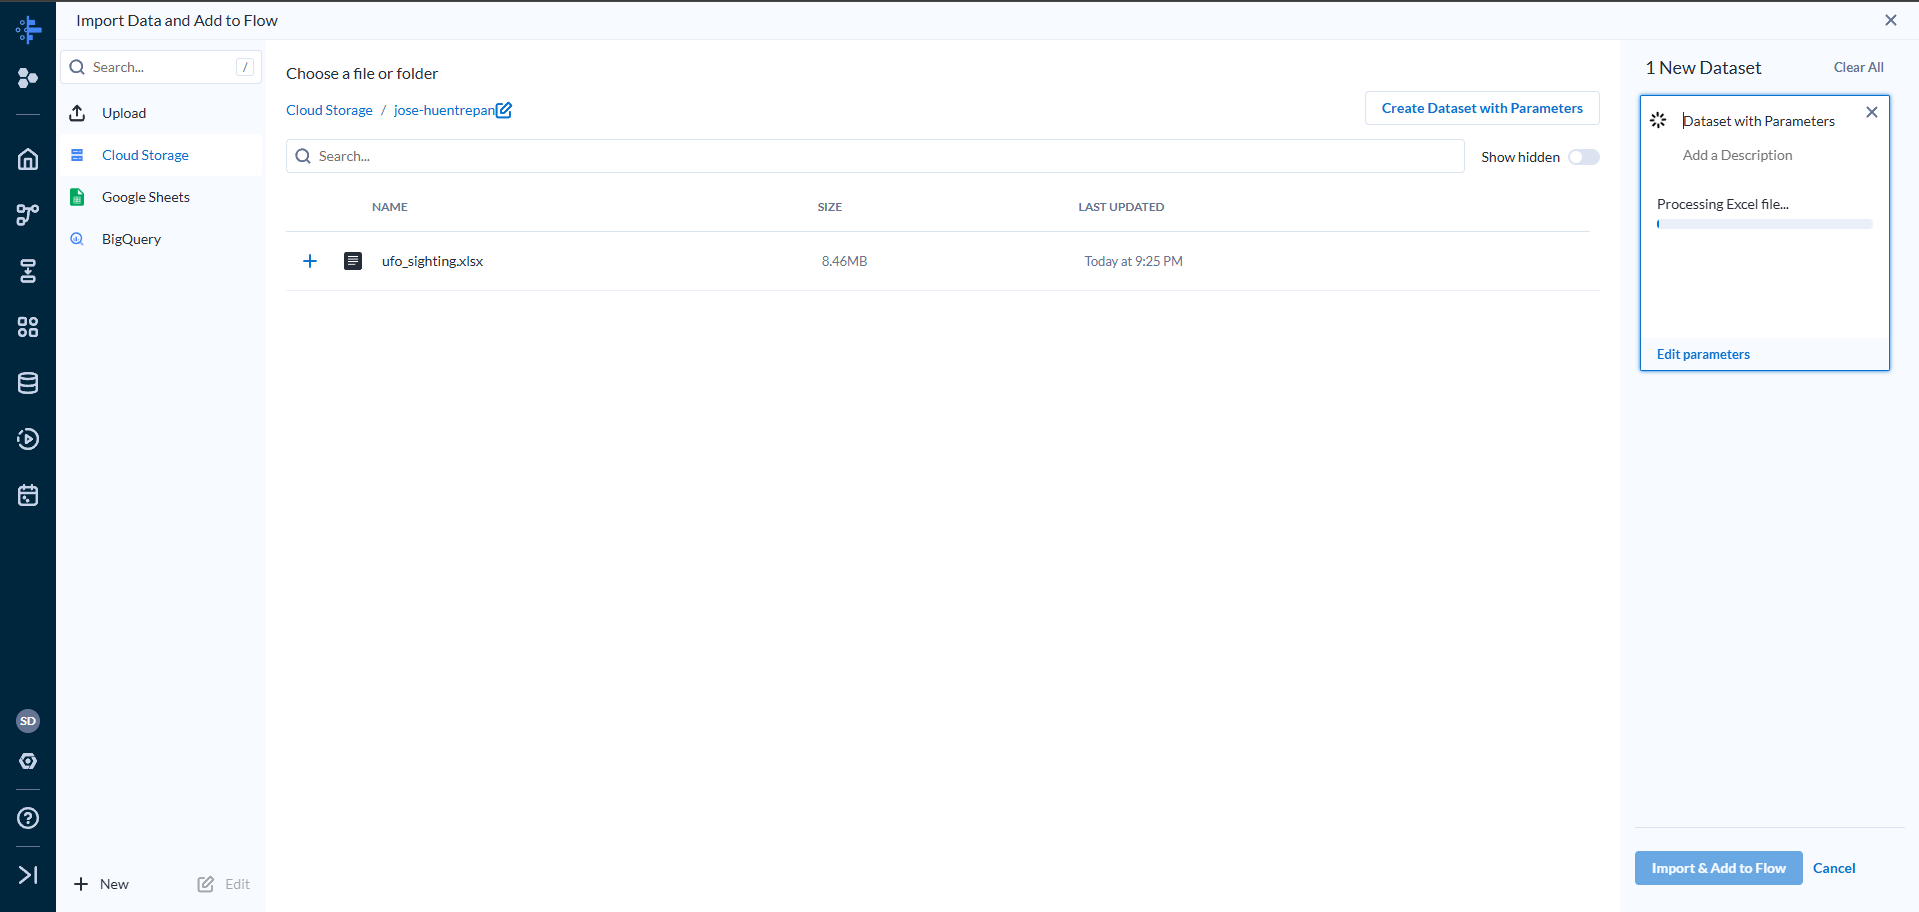 Import Data and Add to Flow
Search... /
Upload
Cloud Storage
Google Sheets
BigQuery
SD
New Edit
Choose a file or folder
Cloud Storage / jose-huentrepan
Create Dataset with Parameters
Search...
Show hidden
NAME SIZE LAST UPDATED
ufo_sighting.xlsx 8.46MB Today at 9:25 PM
1 New Dataset Clear All
Dataset with Parameters
Add a Description
Processing Excel file...
Edit parameters
Import & Add to Flow Cancel